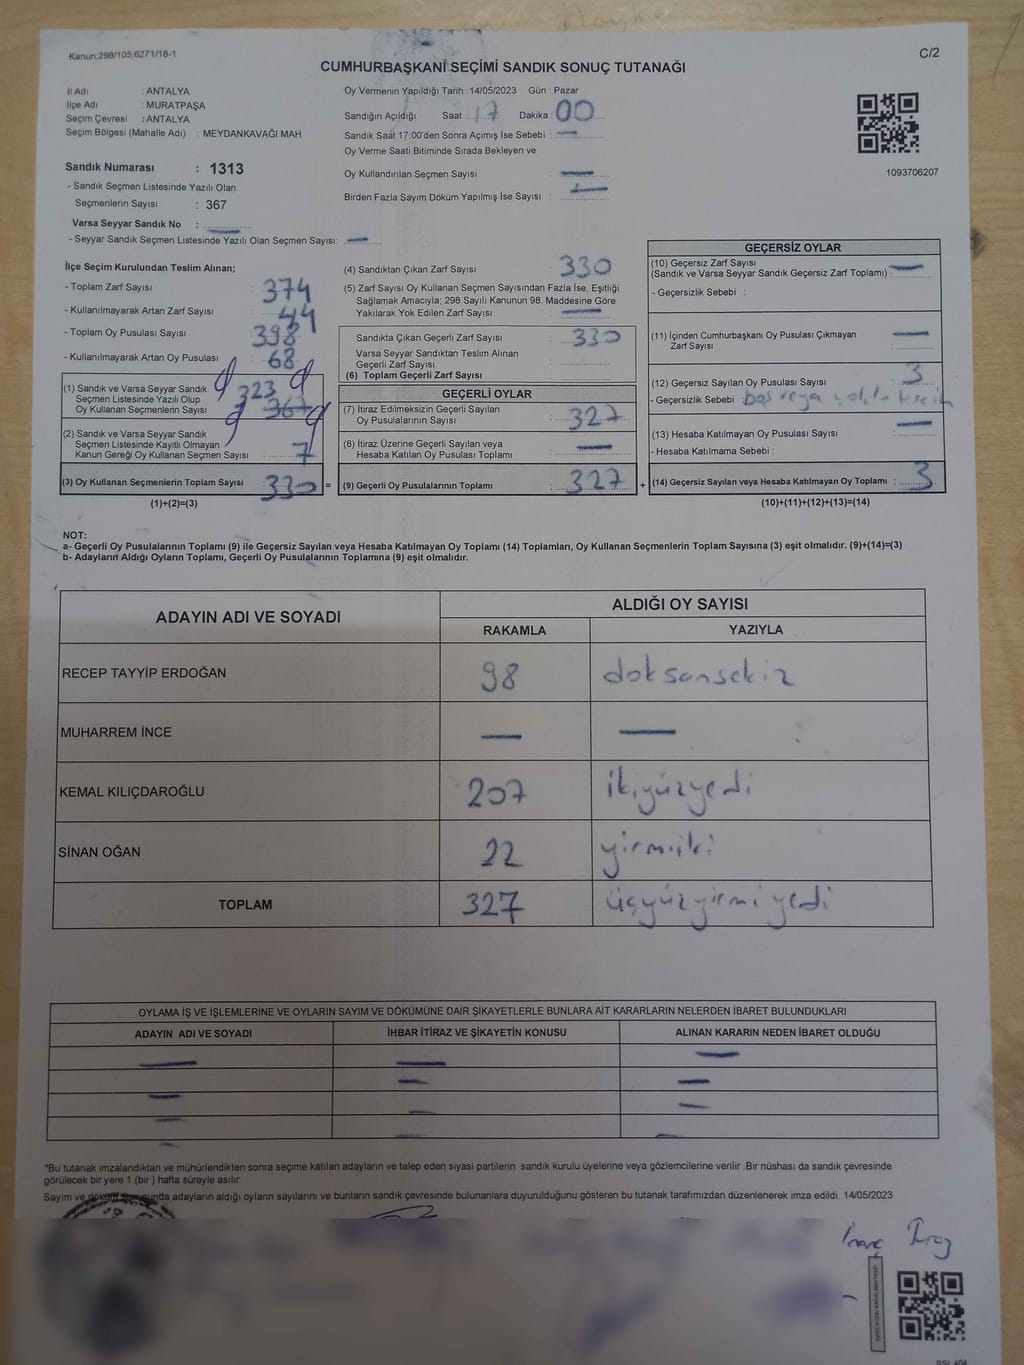 Kanun:298/105,6271/18-1
C/2
CUMHURBAŞKANI SEÇİMİ SANDIK SONUÇ TUTANAĞI
İl Adı : ANTALYA
İlçe Adı : MURATPAŞA
Seçim Çevresi : ANTALYA
Seçim Bölgesi (Mahalle Adı) : MEYDANKAVAĞI MAH.
Sandık Numarası : 1313
- Sandık Seçmen Listesinde Yazılı Olan
Seçmenlerin Sayısı : 367
Varsa Seyyar Sandık No :
- Seyyar Sandık Seçmen Listesinde Yazılı Olan Seçmen Sayısı:
Oy Vermenin Yapıldığı Tarih :14/05/2023 Gün : Pazar
Sandığın Açıldığı Saat : 17 Dakika : 00
Sandık Saat 17:00'den Sonra Açımış İse Sebebi :
Oy Verme Saati Bitiminde Sırada Bekleyen ve
Oy Kullandırılan Seçmen Sayısı :
Birden Fazla Sayım Döküm Yapılmış İse Sayısı :
1093706207
İlçe Seçim Kurulundan Teslim Alınan;
- Toplam Zarf Sayısı : 374
- Kullanılmayarak Artan Zarf Sayısı : 44
- Toplam Oy Pusulası Sayısı : 398
- Kullanılmayarak Artan Oy Pusulası : 68
(1) Sandık ve Varsa Seyyar Sandık
Seçmen Listesinde Yazılı Olup
Oy Kullanan Seçmenlerin Sayısı : 323
367
(2) Sandık ve Varsa Seyyar Sandık
Seçmen Listesinde Kayıtlı Olmayan
Kanun Gereği Oy Kullanan Seçmen Sayısı : 7
(3) Oy Kullanan Seçmenlerin Toplam Sayısı : 330 =
(1)+(2)=(3)
(4) Sandıktan Çıkan Zarf Sayısı : 330
(5) Zarf Sayısı Oy Kullanan Seçmen Sayısından Fazla İse, Eşitliği
Sağlamak Amacıyla; 298 Sayılı Kanunun 98. Maddesine Göre
Yakılarak Yok Edilen Zarf Sayısı :
Sandıkta Çıkan Geçerli Zarf Sayısı : 330
Varsa Seyyar Sandıktan Teslim Alınan
Geçerli Zarf Sayısı :
(6) Toplam Geçerli Zarf Sayısı :
GEÇERLİ OYLAR
(7) İtiraz Edilmeksizin Geçerli Sayılan
Oy Pusulalarının Sayısı : 327
(8) İtiraz Üzerine Geçerli Sayılan veya
Hesaba Katılan Oy Pusulası Toplamı :
(9) Geçerli Oy Pusulalarının Toplamı : 327 +
GEÇERSİZ OYLAR
(10) Geçersiz Zarf Sayısı
(Sandık ve Varsa Seyyar Sandık Geçersiz Zarf Toplamı) :
- Geçersizlik Sebebi :
(11) İçinden Cumhurbaşkanı Oy Pusulası Çıkmayan
Zarf Sayısı :
(12) Geçersiz Sayılan Oy Pusulası Sayısı : 3
- Geçersizlik Sebebi : boş veya
(13) Hesaba Katılmayan Oy Pusulası Sayısı :
- Hesaba Katılmama Sebebi :
(14) Geçersiz Sayılan veya Hesaba Katılmayan Oy Toplamı : 3
(10)+(11)+(12)+(13)=(14)
NOT:
a- Geçerli Oy Pusulalarının Toplamı (9) ile Geçersiz Sayılan veya Hesaba Katılmayan Oy Toplamı (14) Toplamları, Oy Kullanan Seçmenlerin Toplam Sayısına (3) eşit olmalıdır. (9)+(14)=(3)
b- Adayların Aldığı Oyların Toplamı, Geçerli Oy Pusulalarının Toplamına (9) eşit olmalıdır.
ADAYIN ADI VE SOYADI
ALDIĞI OY SAYISI
RAKAMLA YAZIYLA
RECEP TAYYİP ERDOĞAN 98 doksansekiz
MUHARREM İNCE
KEMAL KILIÇDAROĞLU 207 ikiyüzyedi
SİNAN OĞAN 22 yirmiiki
TOPLAM 327 üçyüzyirmi yedi
OYLAMA İŞ VE İŞLEMLERİNE VE OYLARIN SAYIM VE DÖKÜMÜNE DAİR ŞİKAYETLERLE BUNLARA AİT KARARLARIN NELERDEN İBARET BULUNDUKLARI
ADAYIN ADI VE SOYADI İHBAR İTİRAZ VE ŞİKAYETİN KONUSU ALINAN KARARIN NEDEN İBARET OLDUĞU
*Bu tutanak imzalandıktan ve mühürlendikten sonra seçime katılan adayların ve talep eden siyasi partilerin sandık kurulu üyelerine veya gözlemcilerine verilir .Bir nüshası da sandık çevresinde
görülecek bir yere 1 (bir ) hafta süreyle asılır.
Sayım ve döküm sonunda adayların aldığı oyların sayılarını ve bunların sandık çevresinde bulunanlara duyurulduğunu gösteren bu tutanak tarafımızdan düzenlenerek imza edildi. 14/05/2023